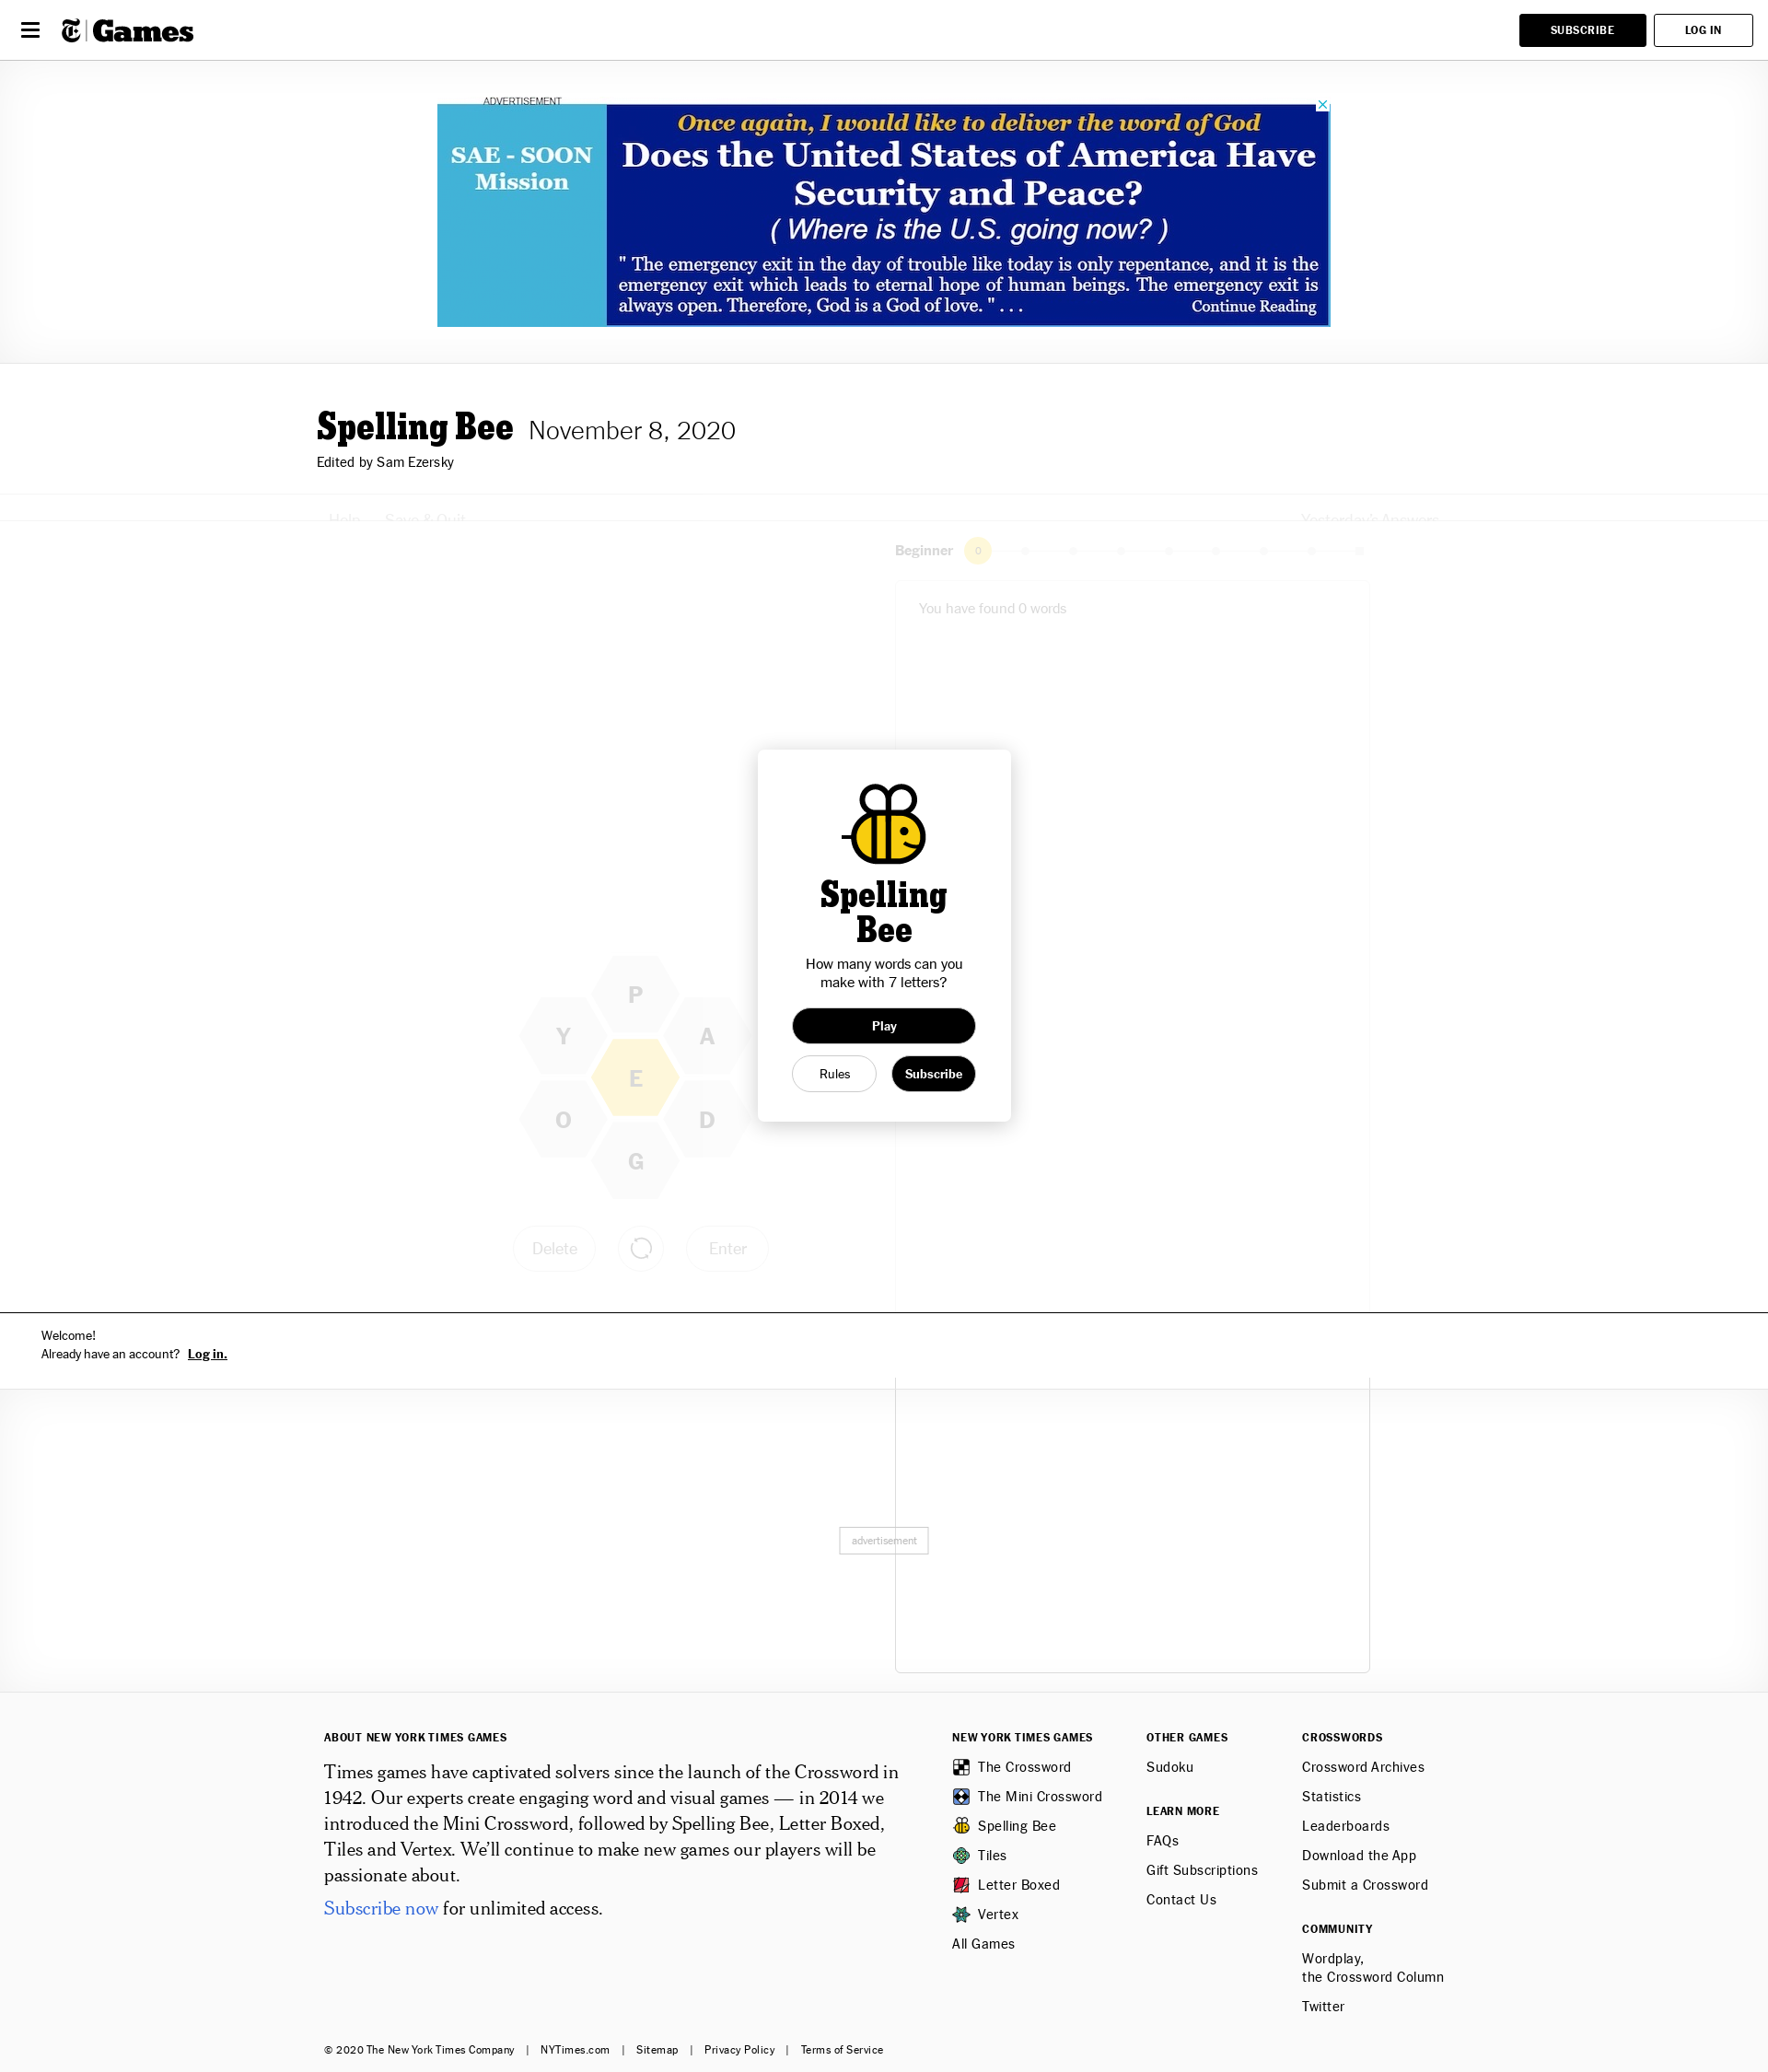 T Games
SUBSCRIBE
LOG IN
ADVERTISEMENT
SAE - SOON
Mission
Once again, I would like to deliver the word of God
Does the United States of America Have
Security and Peace?
( Where is the U.S. going now? )
" The emergency exit in the day of trouble like today is only repentance, and it is the
emergency exit which leads to eternal hope of human beings. The emergency exit is
always open. Therefore, God is a God of love. " . . .
Continue Reading
Spelling Bee November 8, 2020
Edited by Sam Ezersky
Help
Save & Quit
Yesterday's Answers
Beginner
0
You have found 0 words
P
Y
A
E
O
D
G
Delete
Enter
Spelling
Bee
How many words can you
make with 7 letters?
Play
Rules
Subscribe
Welcome!
Already have an account? Log in.
advertisement
ABOUT NEW YORK TIMES GAMES
Times games have captivated solvers since the launch of the Crossword in
1942. Our experts create engaging word and visual games — in 2014 we
introduced the Mini Crossword, followed by Spelling Bee, Letter Boxed,
Tiles and Vertex. We’ll continue to make new games our players will be
passionate about.
Subscribe now for unlimited access.
NEW YORK TIMES GAMES
The Crossword
The Mini Crossword
Spelling Bee
Tiles
Letter Boxed
Vertex
All Games
OTHER GAMES
Sudoku
LEARN MORE
FAQs
Gift Subscriptions
Contact Us
CROSSWORDS
Crossword Archives
Statistics
Leaderboards
Download the App
Submit a Crossword
COMMUNITY
Wordplay,
the Crossword Column
Twitter
© 2020 The New York Times Company | NYTimes.com | Sitemap | Privacy Policy | Terms of Service